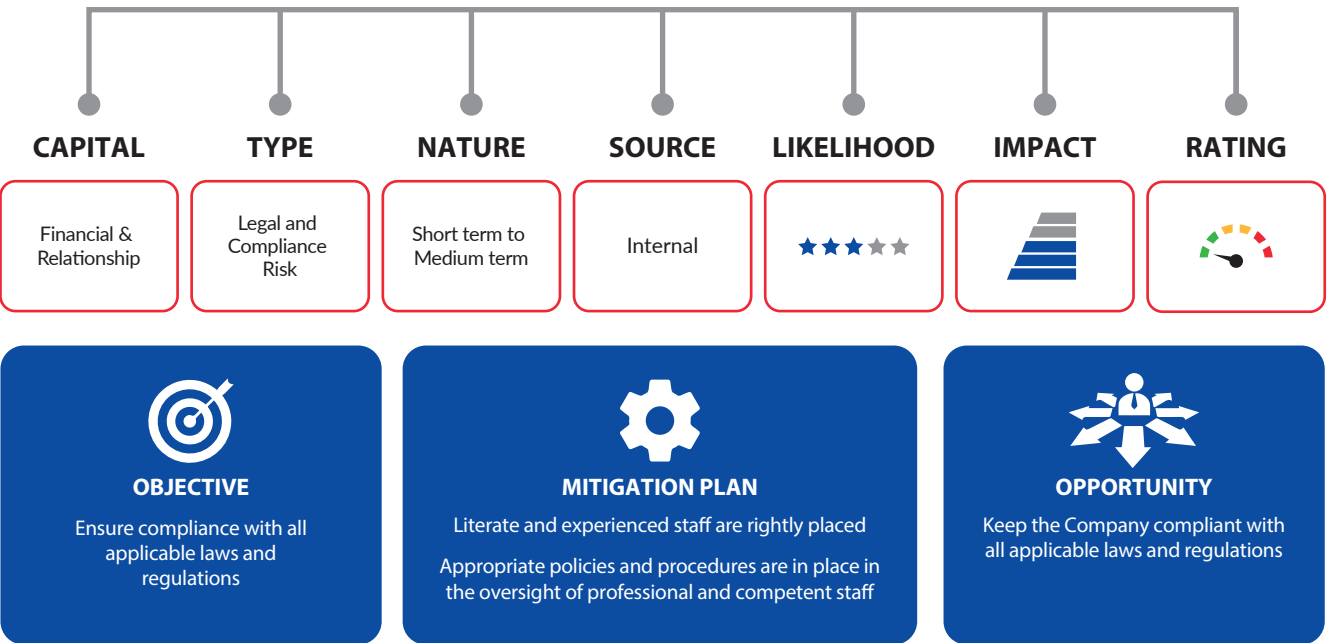 CAPITAL
TYPE
NATURE
SOURCE
LIKELIHOOD
IMPACT
RATING
Financial &
Relationship
Legal and
Compliance
Risk
Short term to
Medium term
Internal
OBJECTIVE
Ensure compliance with all
applicable laws and
regulations
MITIGATION PLAN
Literate and experienced staff are rightly placed
Appropriate policies and procedures are in place in
the oversight of professional and competent staff
OPPORTUNITY
Keep the Company compliant with
all applicable laws and regulations